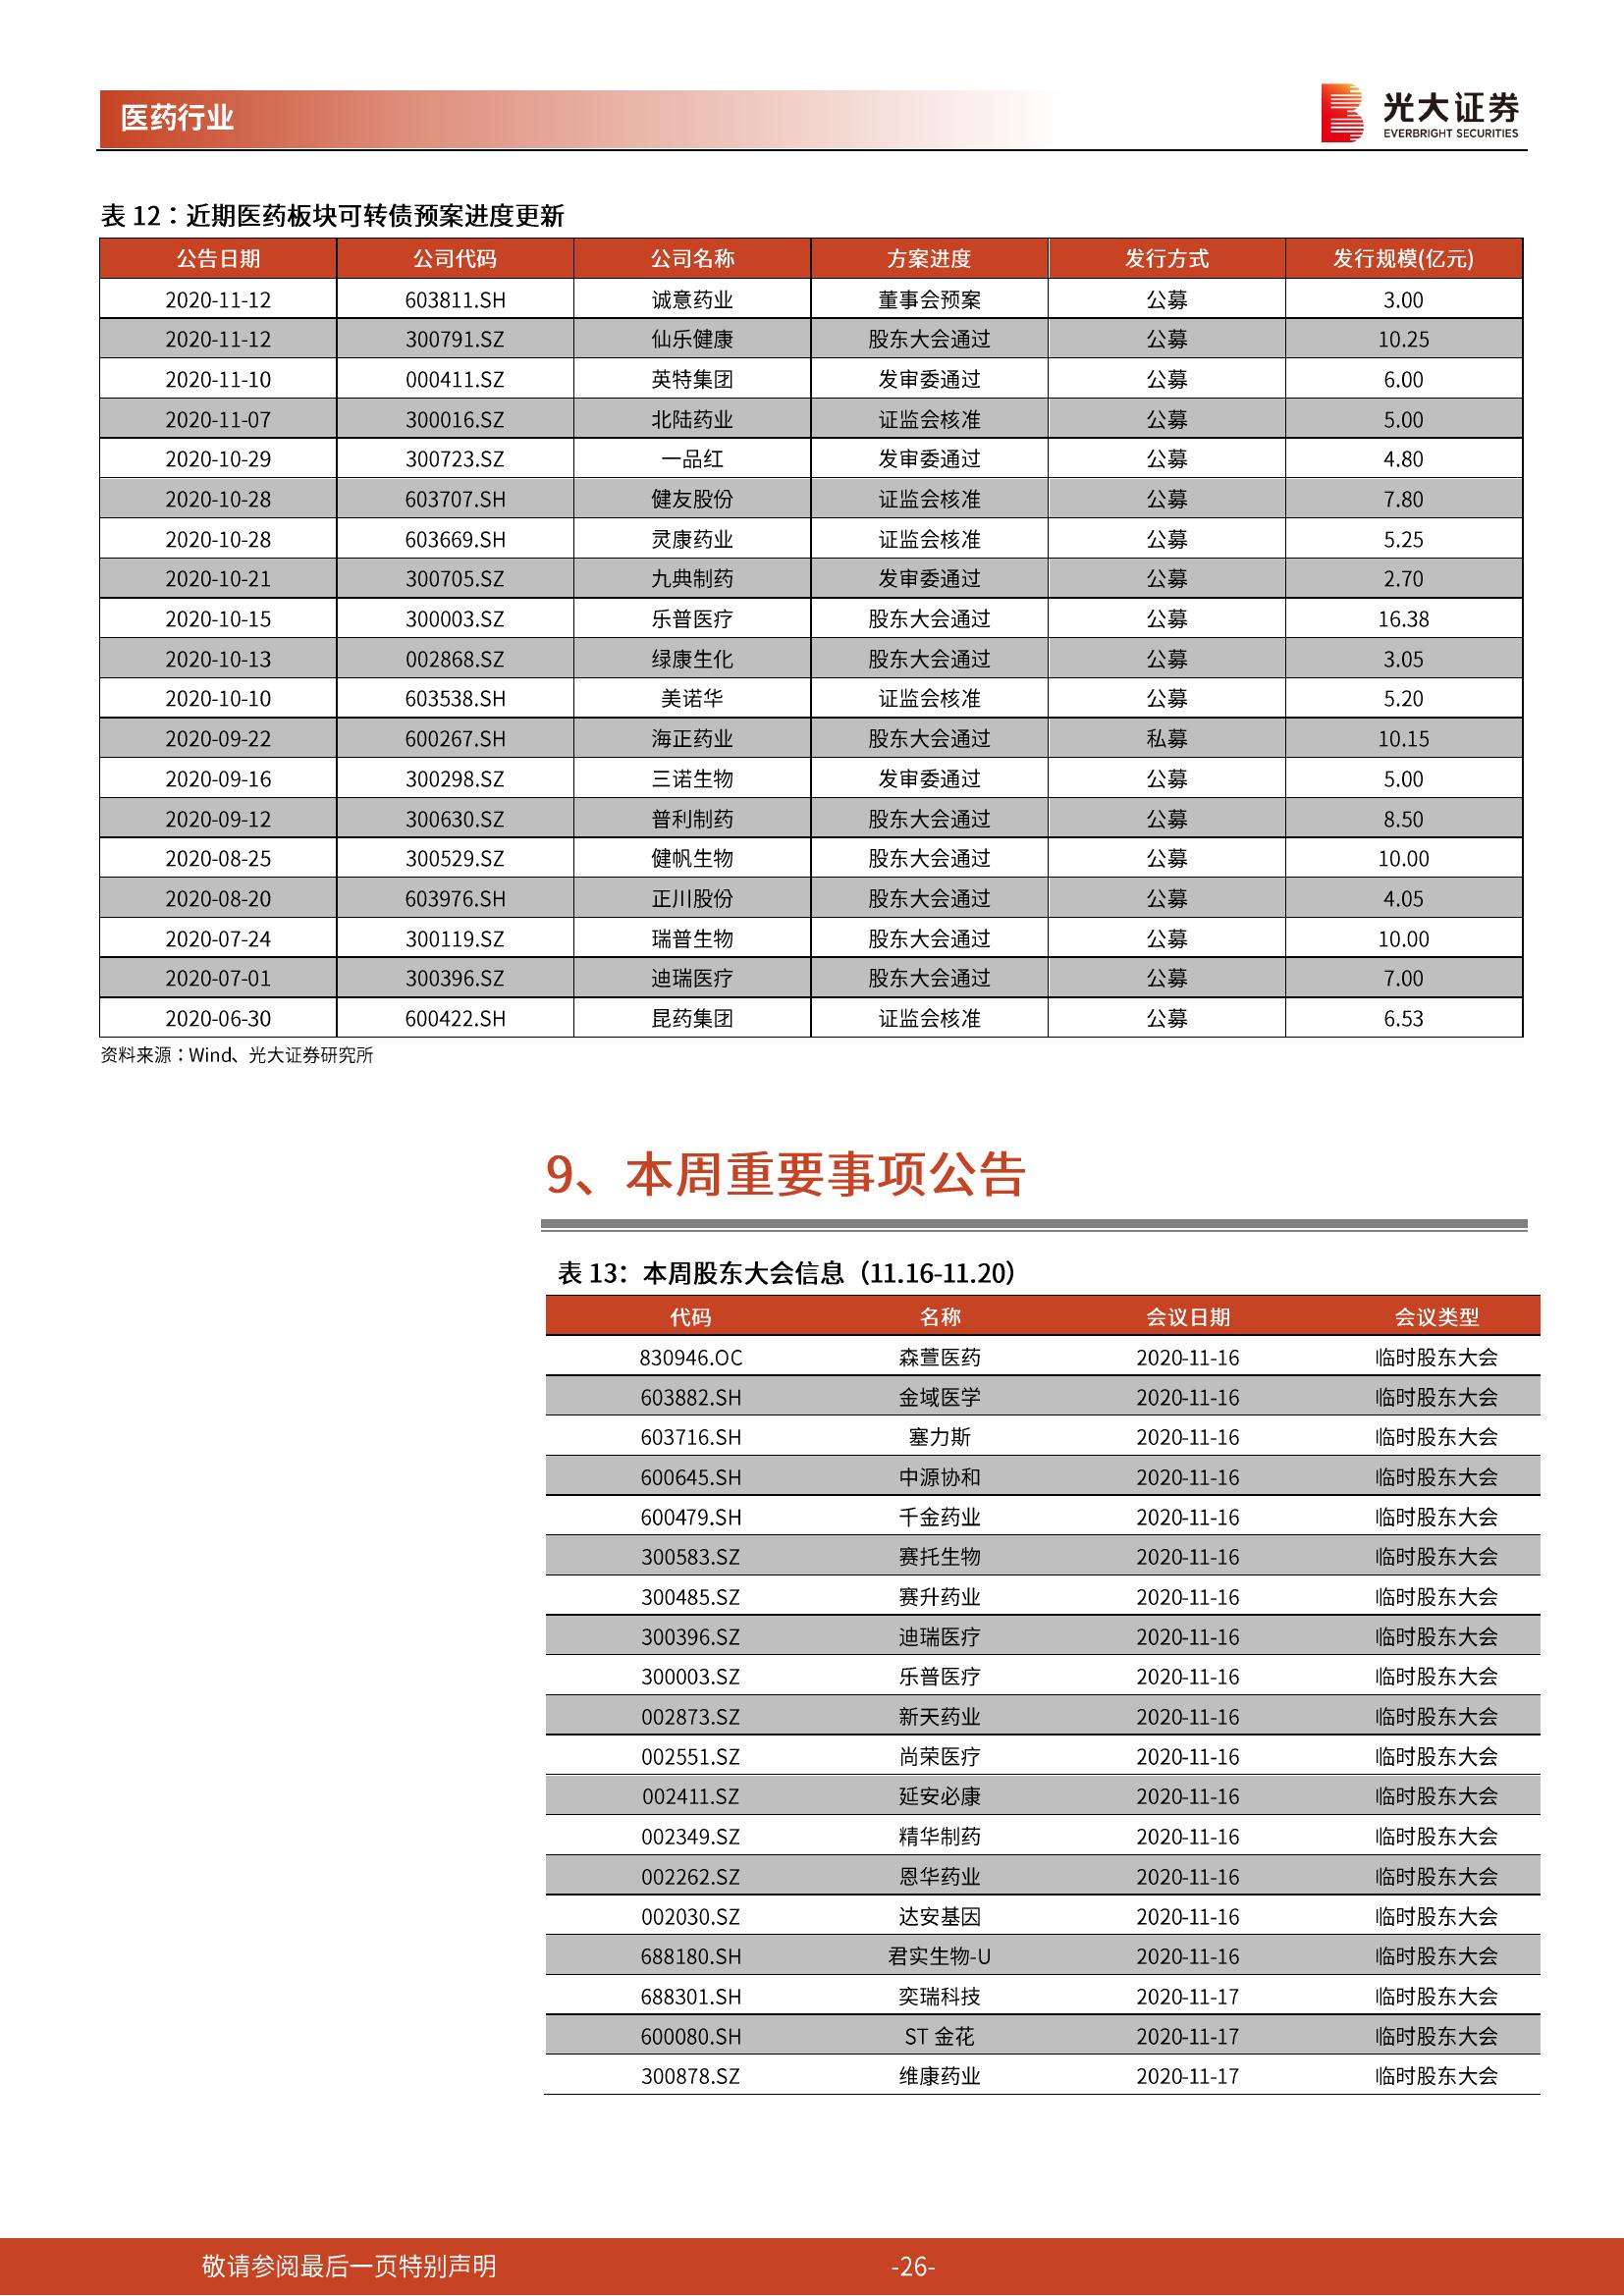 医药行业
光大证券
EVERBRIGHT SECURITIES
表 12：近期医药板块可转债预案进度更新
公告日期 公司代码 公司名称 方案进度 发行方式 发行规模(亿元)
2020-11-12 603811.SH 诚意药业 董事会预案 公募 3.00
2020-11-12 300791.SZ 仙乐健康 股东大会通过 公募 10.25
2020-11-10 000411.SZ 英特集团 发审委通过 公募 6.00
2020-11-07 300016.SZ 北陆药业 证监会核准 公募 5.00
2020-10-29 300723.SZ 一品红 发审委通过 公募 4.80
2020-10-28 603707.SH 健友股份 证监会核准 公募 7.80
2020-10-28 603669.SH 灵康药业 证监会核准 公募 5.25
2020-10-21 300705.SZ 九典制药 发审委通过 公募 2.70
2020-10-15 300003.SZ 乐普医疗 股东大会通过 公募 16.38
2020-10-13 002868.SZ 绿康生化 股东大会通过 公募 3.05
2020-10-10 603538.SH 美诺华 证监会核准 公募 5.20
2020-09-22 600267.SH 海正药业 股东大会通过 私募 10.15
2020-09-16 300298.SZ 三诺生物 发审委通过 公募 5.00
2020-09-12 300630.SZ 普利制药 股东大会通过 公募 8.50
2020-08-25 300529.SZ 健帆生物 股东大会通过 公募 10.00
2020-08-20 603976.SH 正川股份 股东大会通过 公募 4.05
2020-07-24 300119.SZ 瑞普生物 股东大会通过 公募 10.00
2020-07-01 300396.SZ 迪瑞医疗 股东大会通过 公募 7.00
2020-06-30 600422.SH 昆药集团 证监会核准 公募 6.53
资料来源：Wind、光大证券研究所
9、本周重要事项公告
表 13：本周股东大会信息（11.16-11.20）
代码 名称 会议日期 会议类型
830946.OC 森萱医药 2020-11-16 临时股东大会
603882.SH 金域医学 2020-11-16 临时股东大会
603716.SH 塞力斯 2020-11-16 临时股东大会
600645.SH 中源协和 2020-11-16 临时股东大会
600479.SH 千金药业 2020-11-16 临时股东大会
300583.SZ 赛托生物 2020-11-16 临时股东大会
300485.SZ 赛升药业 2020-11-16 临时股东大会
300396.SZ 迪瑞医疗 2020-11-16 临时股东大会
300003.SZ 乐普医疗 2020-11-16 临时股东大会
002873.SZ 新天药业 2020-11-16 临时股东大会
002551.SZ 尚荣医疗 2020-11-16 临时股东大会
002411.SZ 延安必康 2020-11-16 临时股东大会
002349.SZ 精华制药 2020-11-16 临时股东大会
002262.SZ 恩华药业 2020-11-16 临时股东大会
002030.SZ 达安基因 2020-11-16 临时股东大会
688180.SH 君实生物-U 2020-11-16 临时股东大会
688301.SH 奕瑞科技 2020-11-17 临时股东大会
600080.SH ST 金花 2020-11-17 临时股东大会
300878.SZ 维康药业 2020-11-17 临时股东大会
敬请参阅最后一页特别声明 -26-